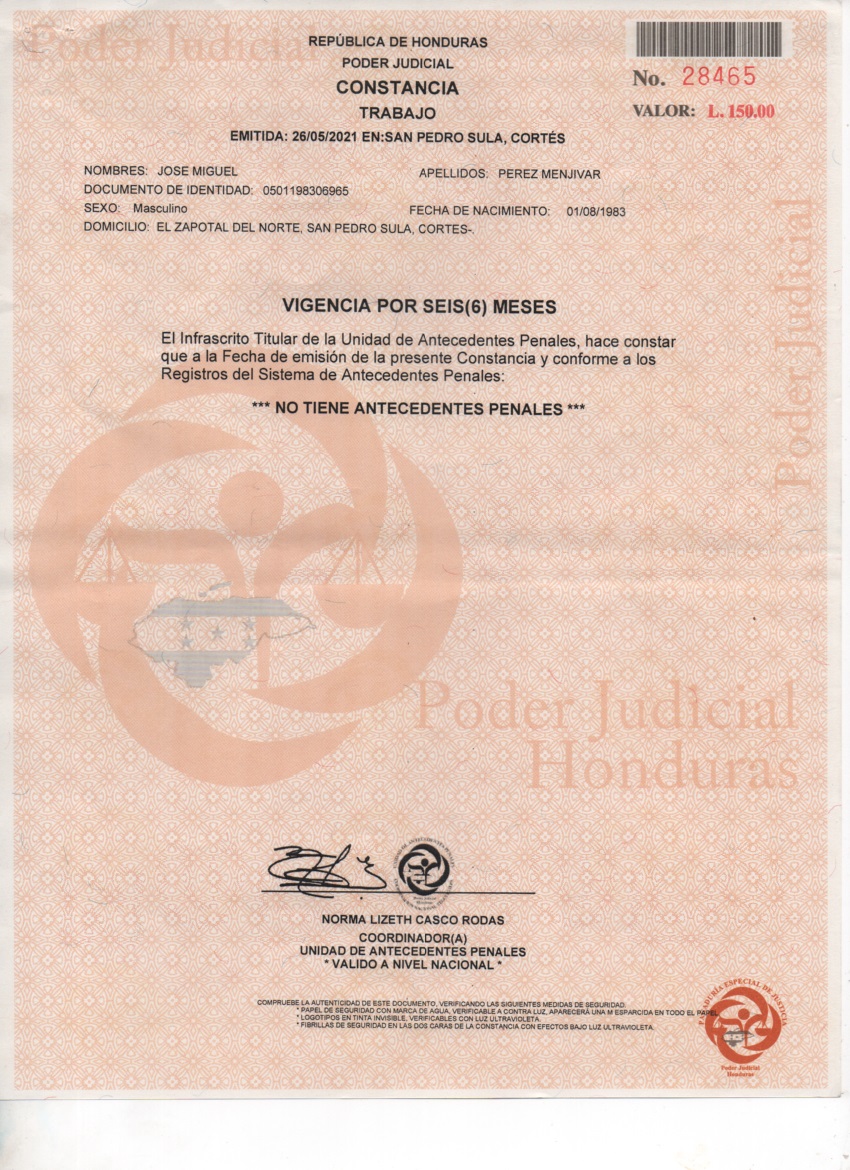 Poder Judicial
REPÚBLICA DE HONDURAS
PODER JUDICIAL
CONSTANCIA
TRABAJO
EMITIDA: 26/05/2021 EN:SAN PEDRO SULA, CORTÉS
No. 28465
VALOR: L. 150.00
NOMBRES: JOSE MIGUEL APELLIDOS: PEREZ MENJIVAR
DOCUMENTO DE IDENTIDAD: 0501198306965
SEXO: Masculino FECHA DE NACIMIENTO: 01/08/1983
DOMICILIO: EL ZAPOTAL DEL NORTE, SAN PEDRO SULA, CORTES-.
Poder Judicial
VIGENCIA POR SEIS(6) MESES
El Infrascrito Titular de la Unidad de Antecedentes Penales, hace constar
que a la Fecha de emisión de la presente Constancia y conforme a los
Registros del Sistema de Antecedentes Penales:
*** NO TIENE ANTECEDENTES PENALES ***
Poder Judicial
Honduras
NORMA LIZETH CASCO RODAS
COORDINADOR(A)
UNIDAD DE ANTECEDENTES PENALES
* VALIDO A NIVEL NACIONAL *
COMPRUEBE LA AUTENTICIDAD DE ESTE DOCUMENTO, VERIFICANDO LAS SIGUIENTES MEDIDAS DE SEGURIDAD.
* PAPEL DE SEGURIDAD CON MARCA DE AGUA, VERIFICABLE A CONTRA LUZ, APARECERÁ UNA M ESPARCIDA EN TODO EL PAPEL.
* LOGOTIPOS EN TINTA INVISIBLE, VERIFICABLES CON LUZ ULTRAVIOLETA.
* FIBRILLAS DE SEGURIDAD EN LAS DOS CARAS DE LA CONSTANCIA CON EFECTOS BAJO LUZ ULTRAVIOLETA.
PAGADURÍA ESPECIAL DE JUSTICIA
Poder Judicial
Honduras